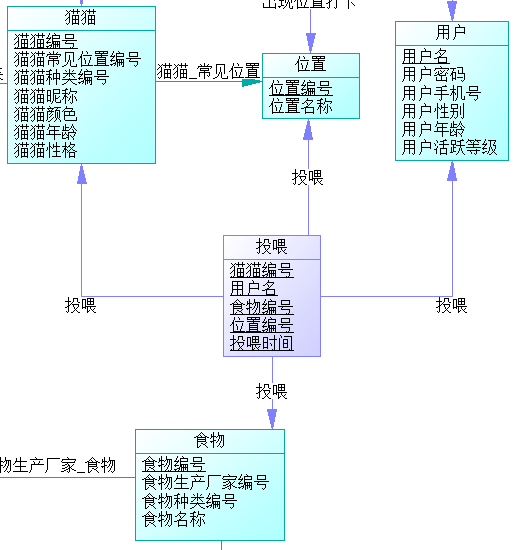 出现位置打卡
猫猫
猫猫编号
猫猫常见位置编号
猫猫种类编号
猫猫昵称
猫猫颜色
猫猫年龄
猫猫性格
猫猫_常见位置
位置
位置编号
位置名称
用户
用户名
用户密码
用户手机号
用户性别
用户年龄
用户活跃等级
投喂
投喂
猫猫编号
用户名
食物编号
位置编号
投喂时间
投喂
投喂
投喂
食物
食物编号
食物生产厂家编号
食物种类编号
食物名称
物生产厂家_食物